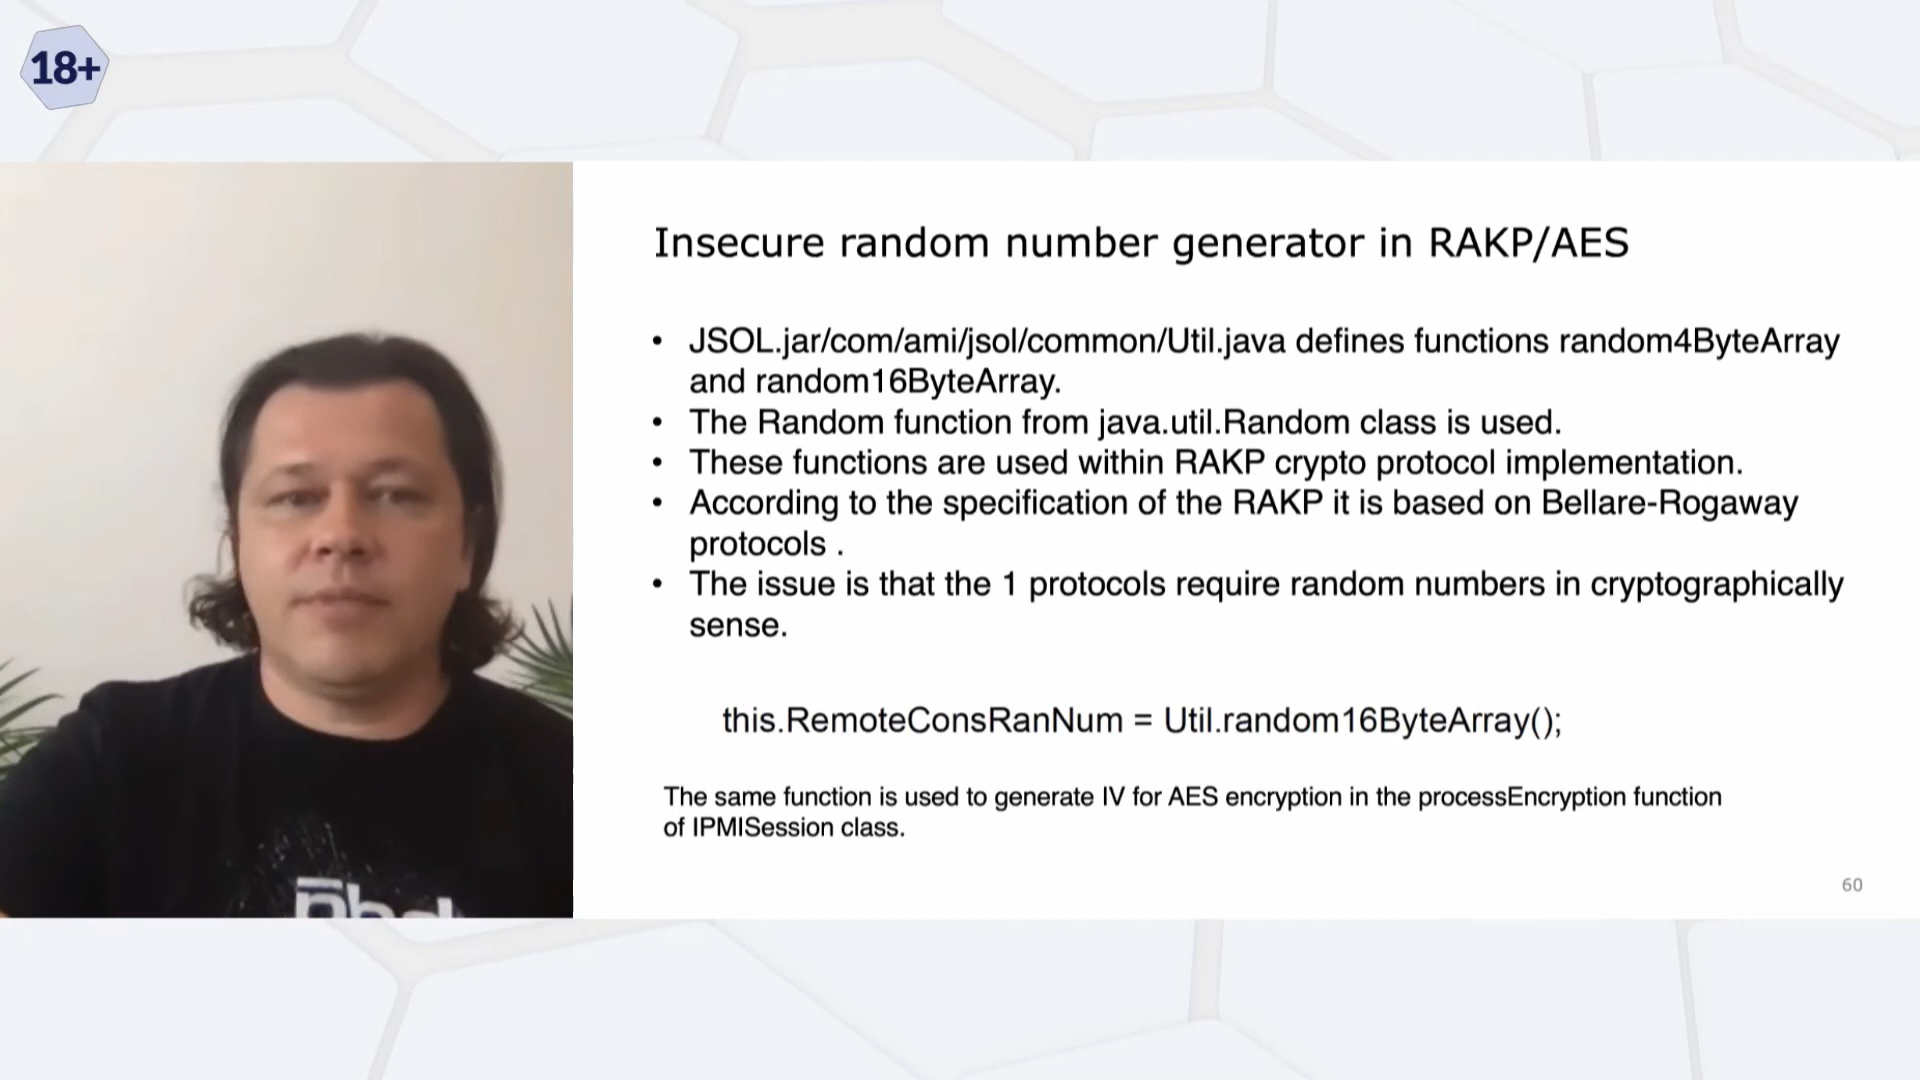 18+
Insecure random number generator in RAKP/AES
• JSOL.jar/com/ami/jsol/common/Util.java defines functions random4ByteArray
and random16ByteArray.
• The Random function from java.util.Random class is used.
• These functions are used within RAKP crypto protocol implementation.
• According to the specification of the RAKP it is based on Bellare-Rogaway
protocols .
• The issue is that the 1 protocols require random numbers in cryptographically
sense.
this.RemoteConsRanNum = Util.random16ByteArray();
The same function is used to generate IV for AES encryption in the processEncryption function
of IPMISession class.
60